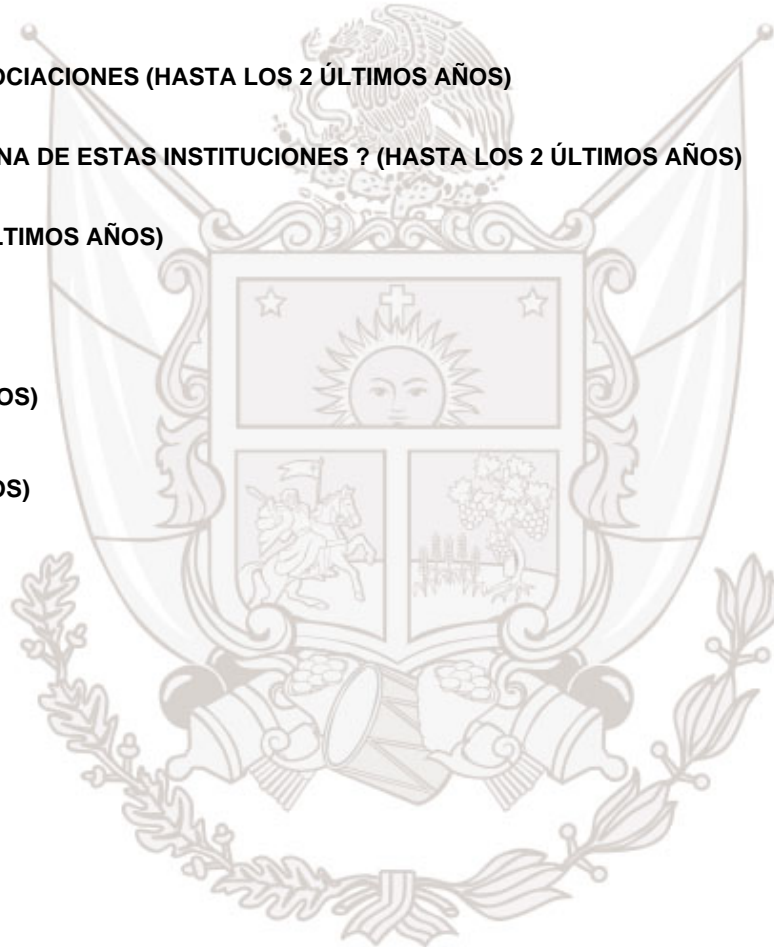 OCIACIONES (HASTA LOS 2 ÚLTIMOS AÑOS)
NA DE ESTAS INSTITUCIONES ? (HASTA LOS 2 ÚLTIMOS AÑOS)
LTIMOS AÑOS)
OS)
OS)